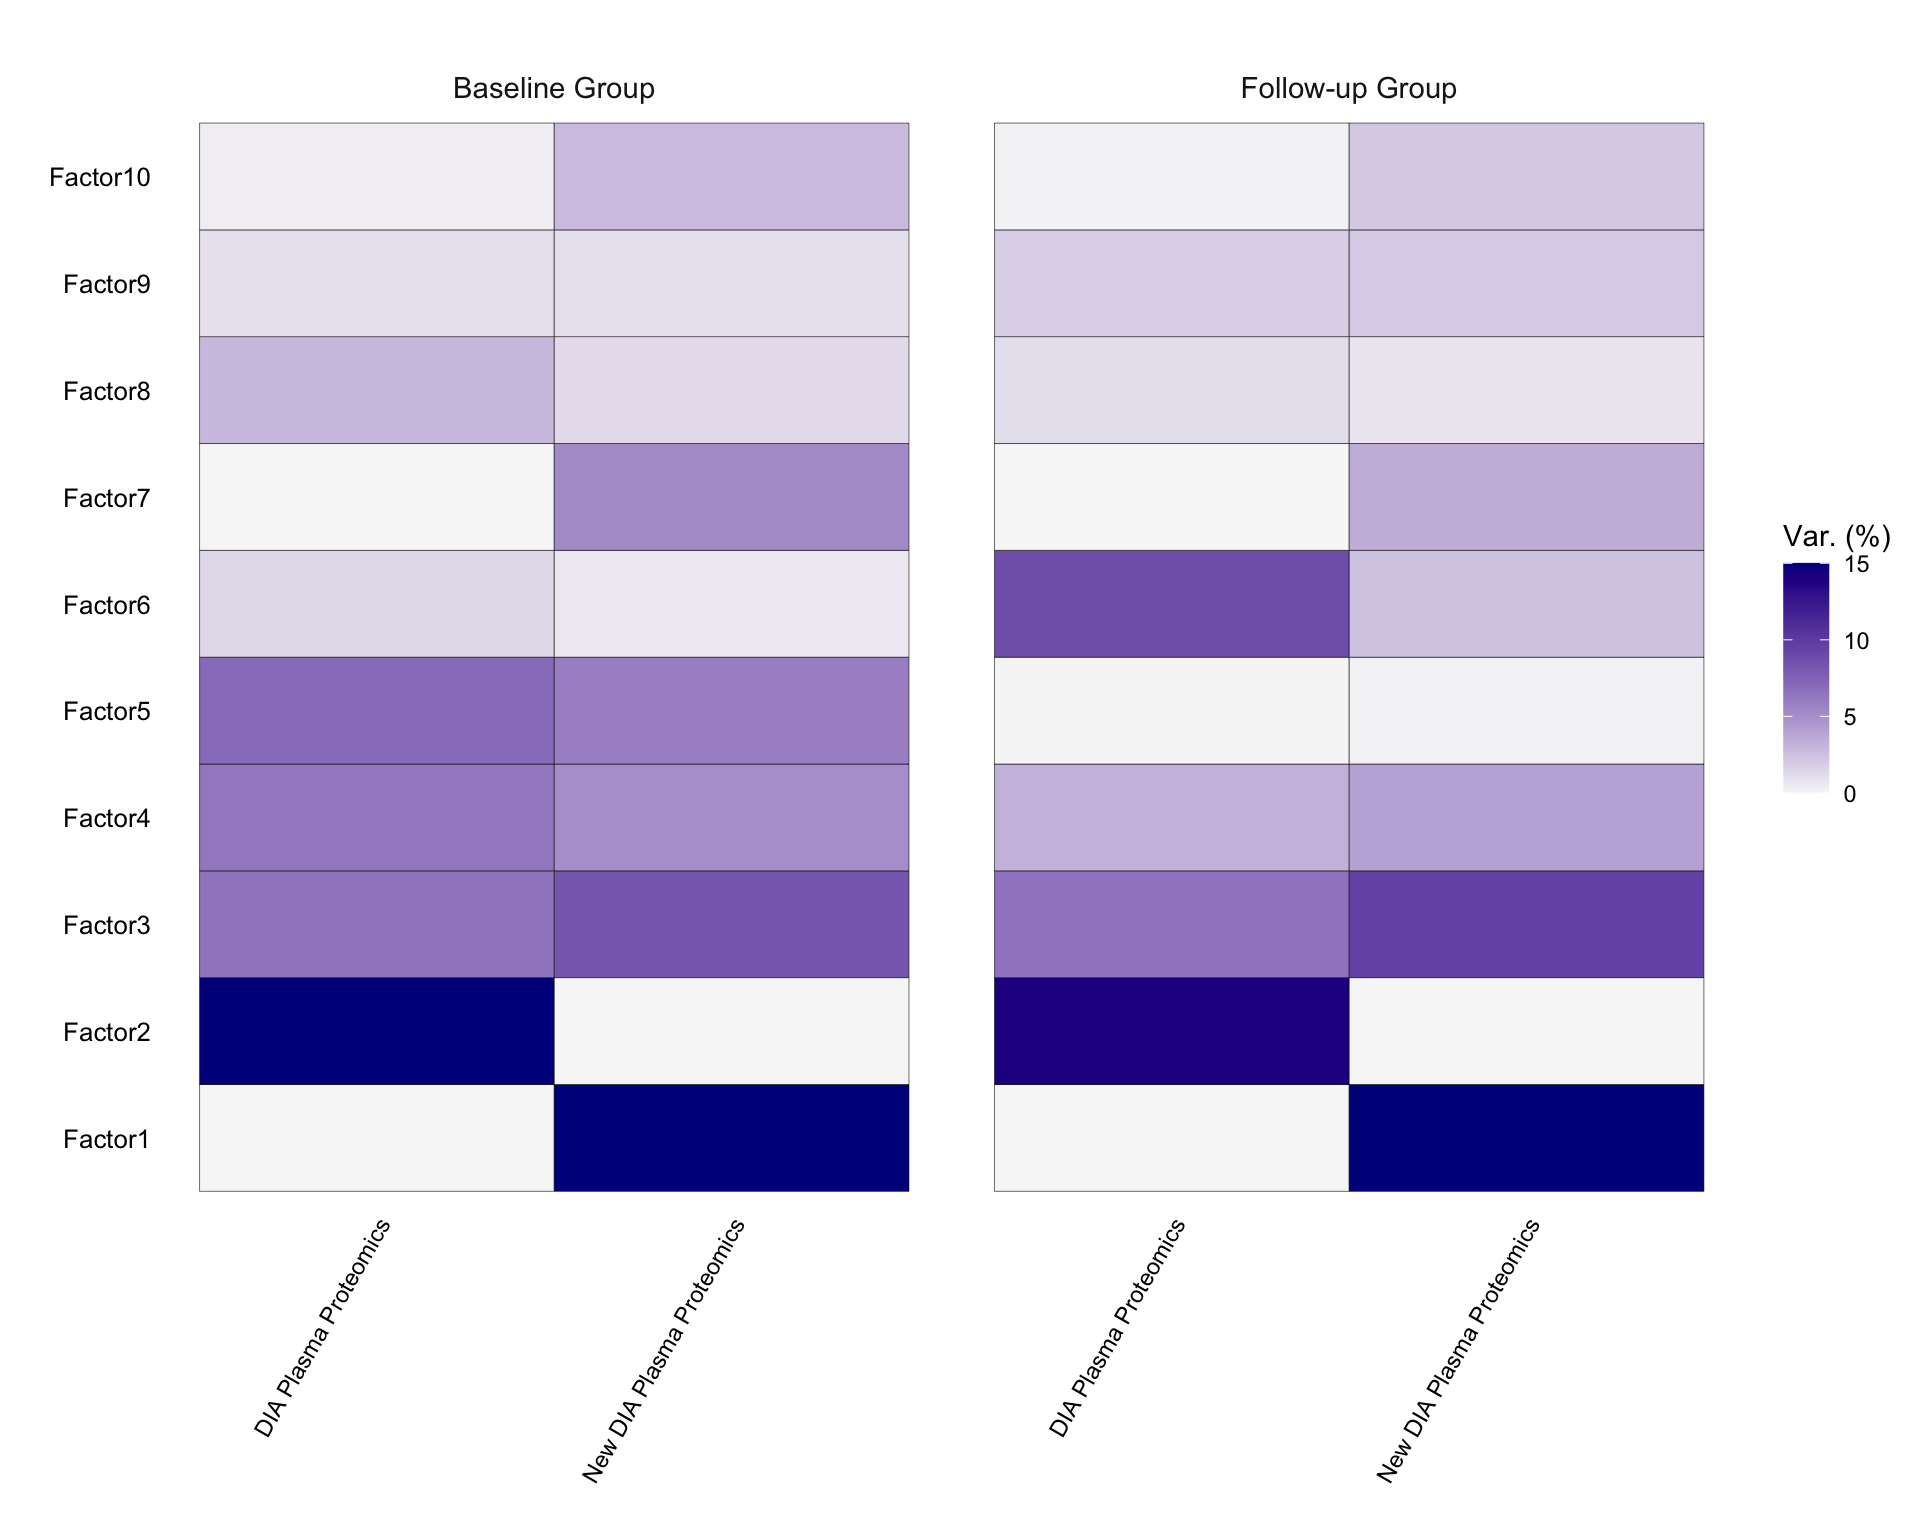 Baseline Group
Follow-up Group
Factor10
Factor9
Factor8
Factor7
Factor6
Factor5
Factor4
Factor3
Factor2
Factor1
Var. (%)
15
10
5
0
DIA Plasma Proteomics
New DIA Plasma Proteomics
DIA Plasma Proteomics
New DIA Plasma Proteomics